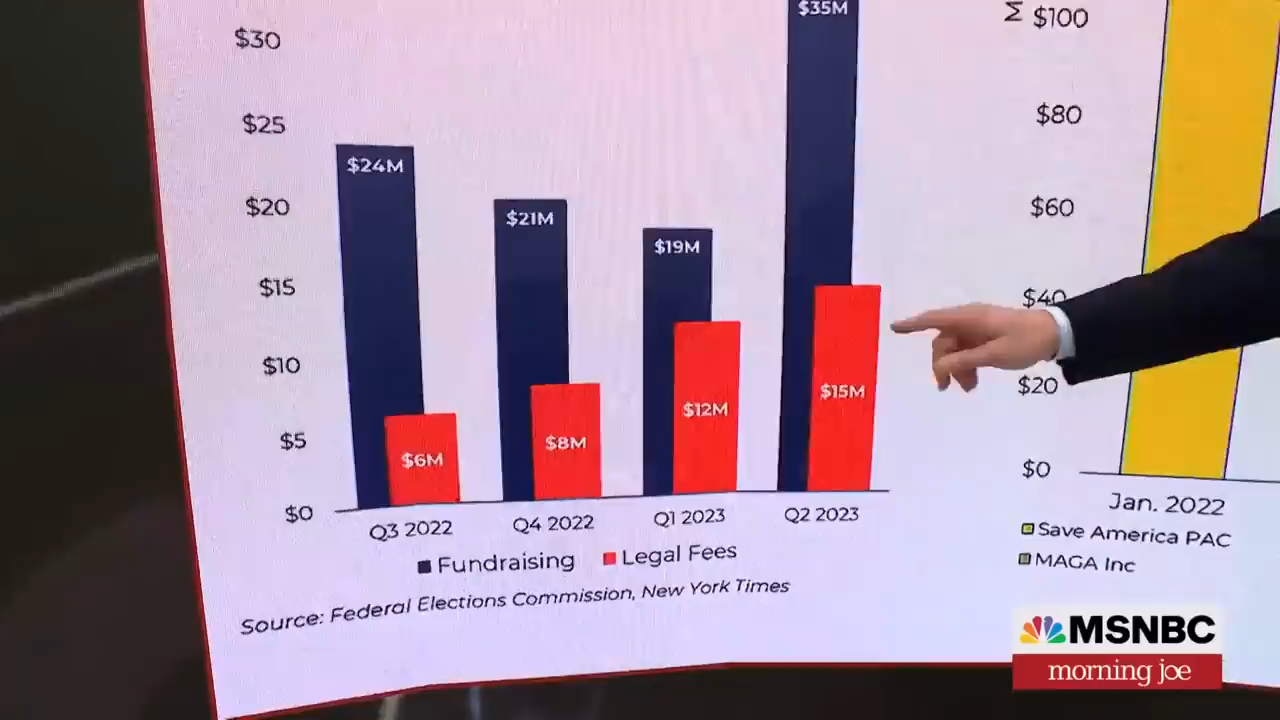 $30
$25
$20
$15
$10
$5
$0
$24M
$21M
$19M
$35M
$6M
$8M
$12M
$15M
Q3 2022
Q4 2022
Q1 2023
Q2 2023
Fundraising
Legal Fees
Source: Federal Elections Commission, New York Times
$100
$80
$60
$40
$20
$0
Jan. 2022
Save America PAC
MAGA Inc
MSNBC
morning joe